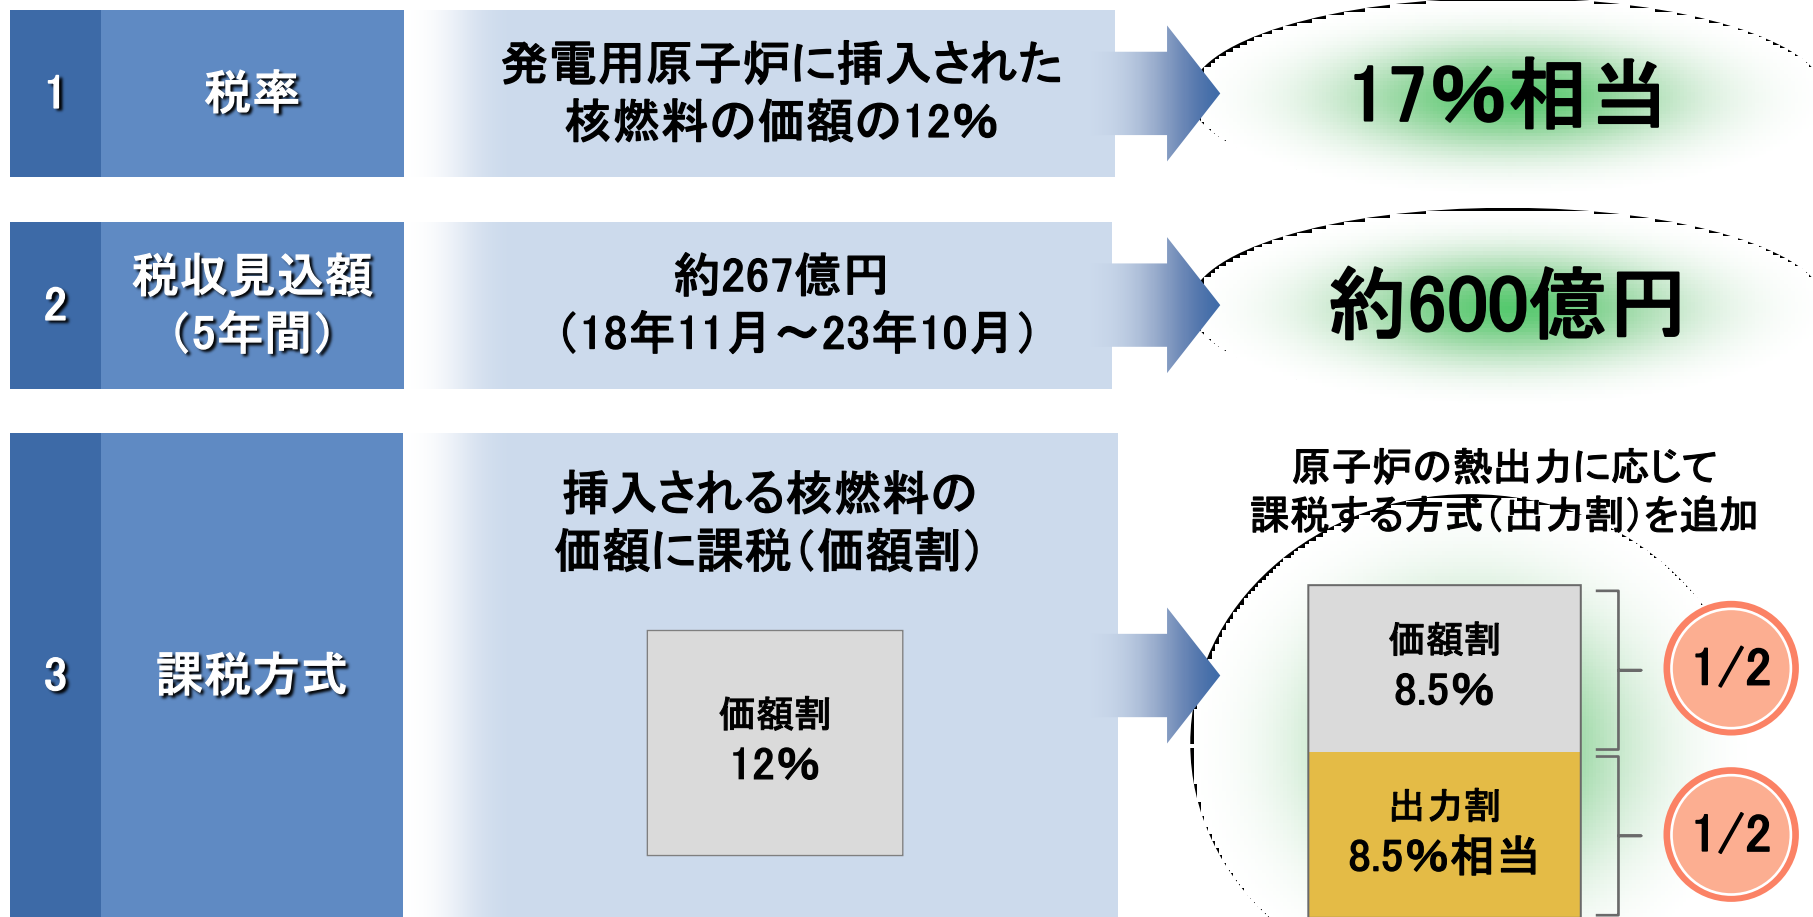 1
税率
発電用原子炉に挿入された
核燃料の価額の12%
17%相当
2
税収見込額
（5年間）
約267億円
（18年11月～23年10月）
約600億円
3
課税方式
挿入される核燃料の
価額に課税（価額割）
価額割
12%
原子炉の熱出力に応じて
課税する方式（出力割）を追加
価額割
8.5%
1/2
出力割
8.5%相当
1/2